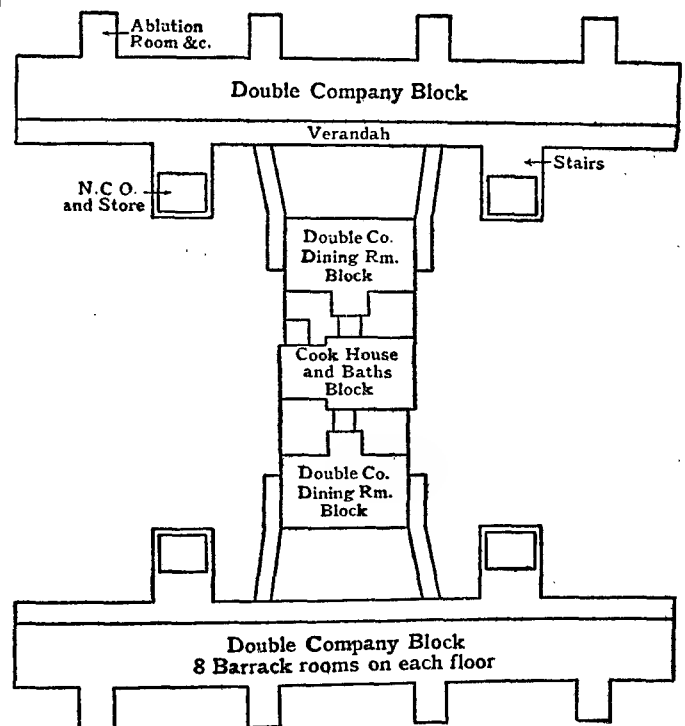 Ablution
Room &c.
Double Company Block
Verandah
Stairs
N.C O.
and Store
Double Co.
Dining Rm.
Block
Cook House
and Baths
Block
Double Co.
Dining Rm.
Block
Double Company Block
8 Barrack rooms on each floor